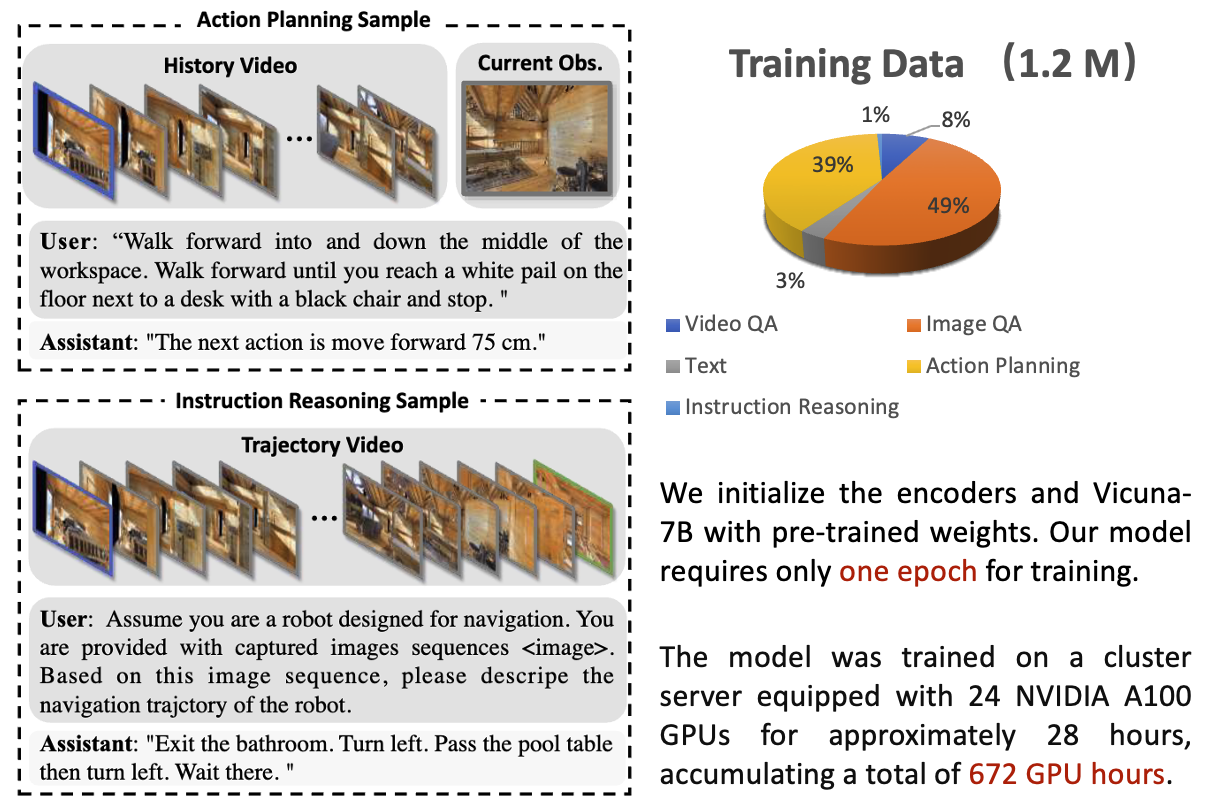 Action Planning Sample
History Video
Current Obs.
...
User: “Walk forward into and down the middle of the
workspace. Walk forward until you reach a white pail on the
floor next to a desk with a black chair and stop. "
Assistant: "The next action is move forward 75 cm."
Instruction Reasoning Sample
Trajectory Video
...
User: Assume you are a robot designed for navigation. You
are provided with captured images sequences <image>.
Based on this image sequence, please descripe the
navigation trajctory of the robot.
Assistant: "Exit the bathroom. Turn left. Pass the pool table
then turn left. Wait there. "
Training Data (1.2 M)
1%
8%
39%
49%
3%
Video QA
Image QA
Text
Action Planning
Instruction Reasoning
We initialize the encoders and Vicuna-
7B with pre-trained weights. Our model
requires only one epoch for training.
The model was trained on a cluster
server equipped with 24 NVIDIA A100
GPUs for approximately 28 hours,
accumulating a total of 672 GPU hours.